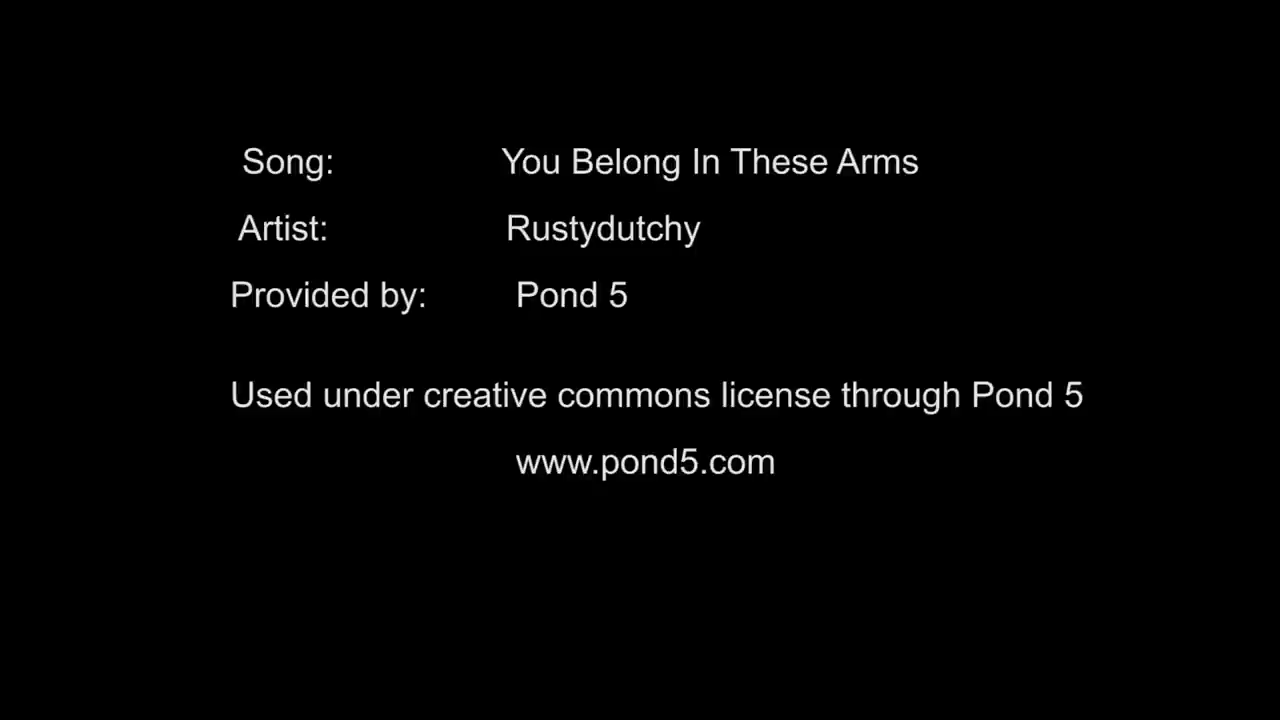 Song: You Belong In These Arms
Artist: Rustydutchy
Provided by: Pond 5
Used under creative commons license through Pond 5
www.pond5.com